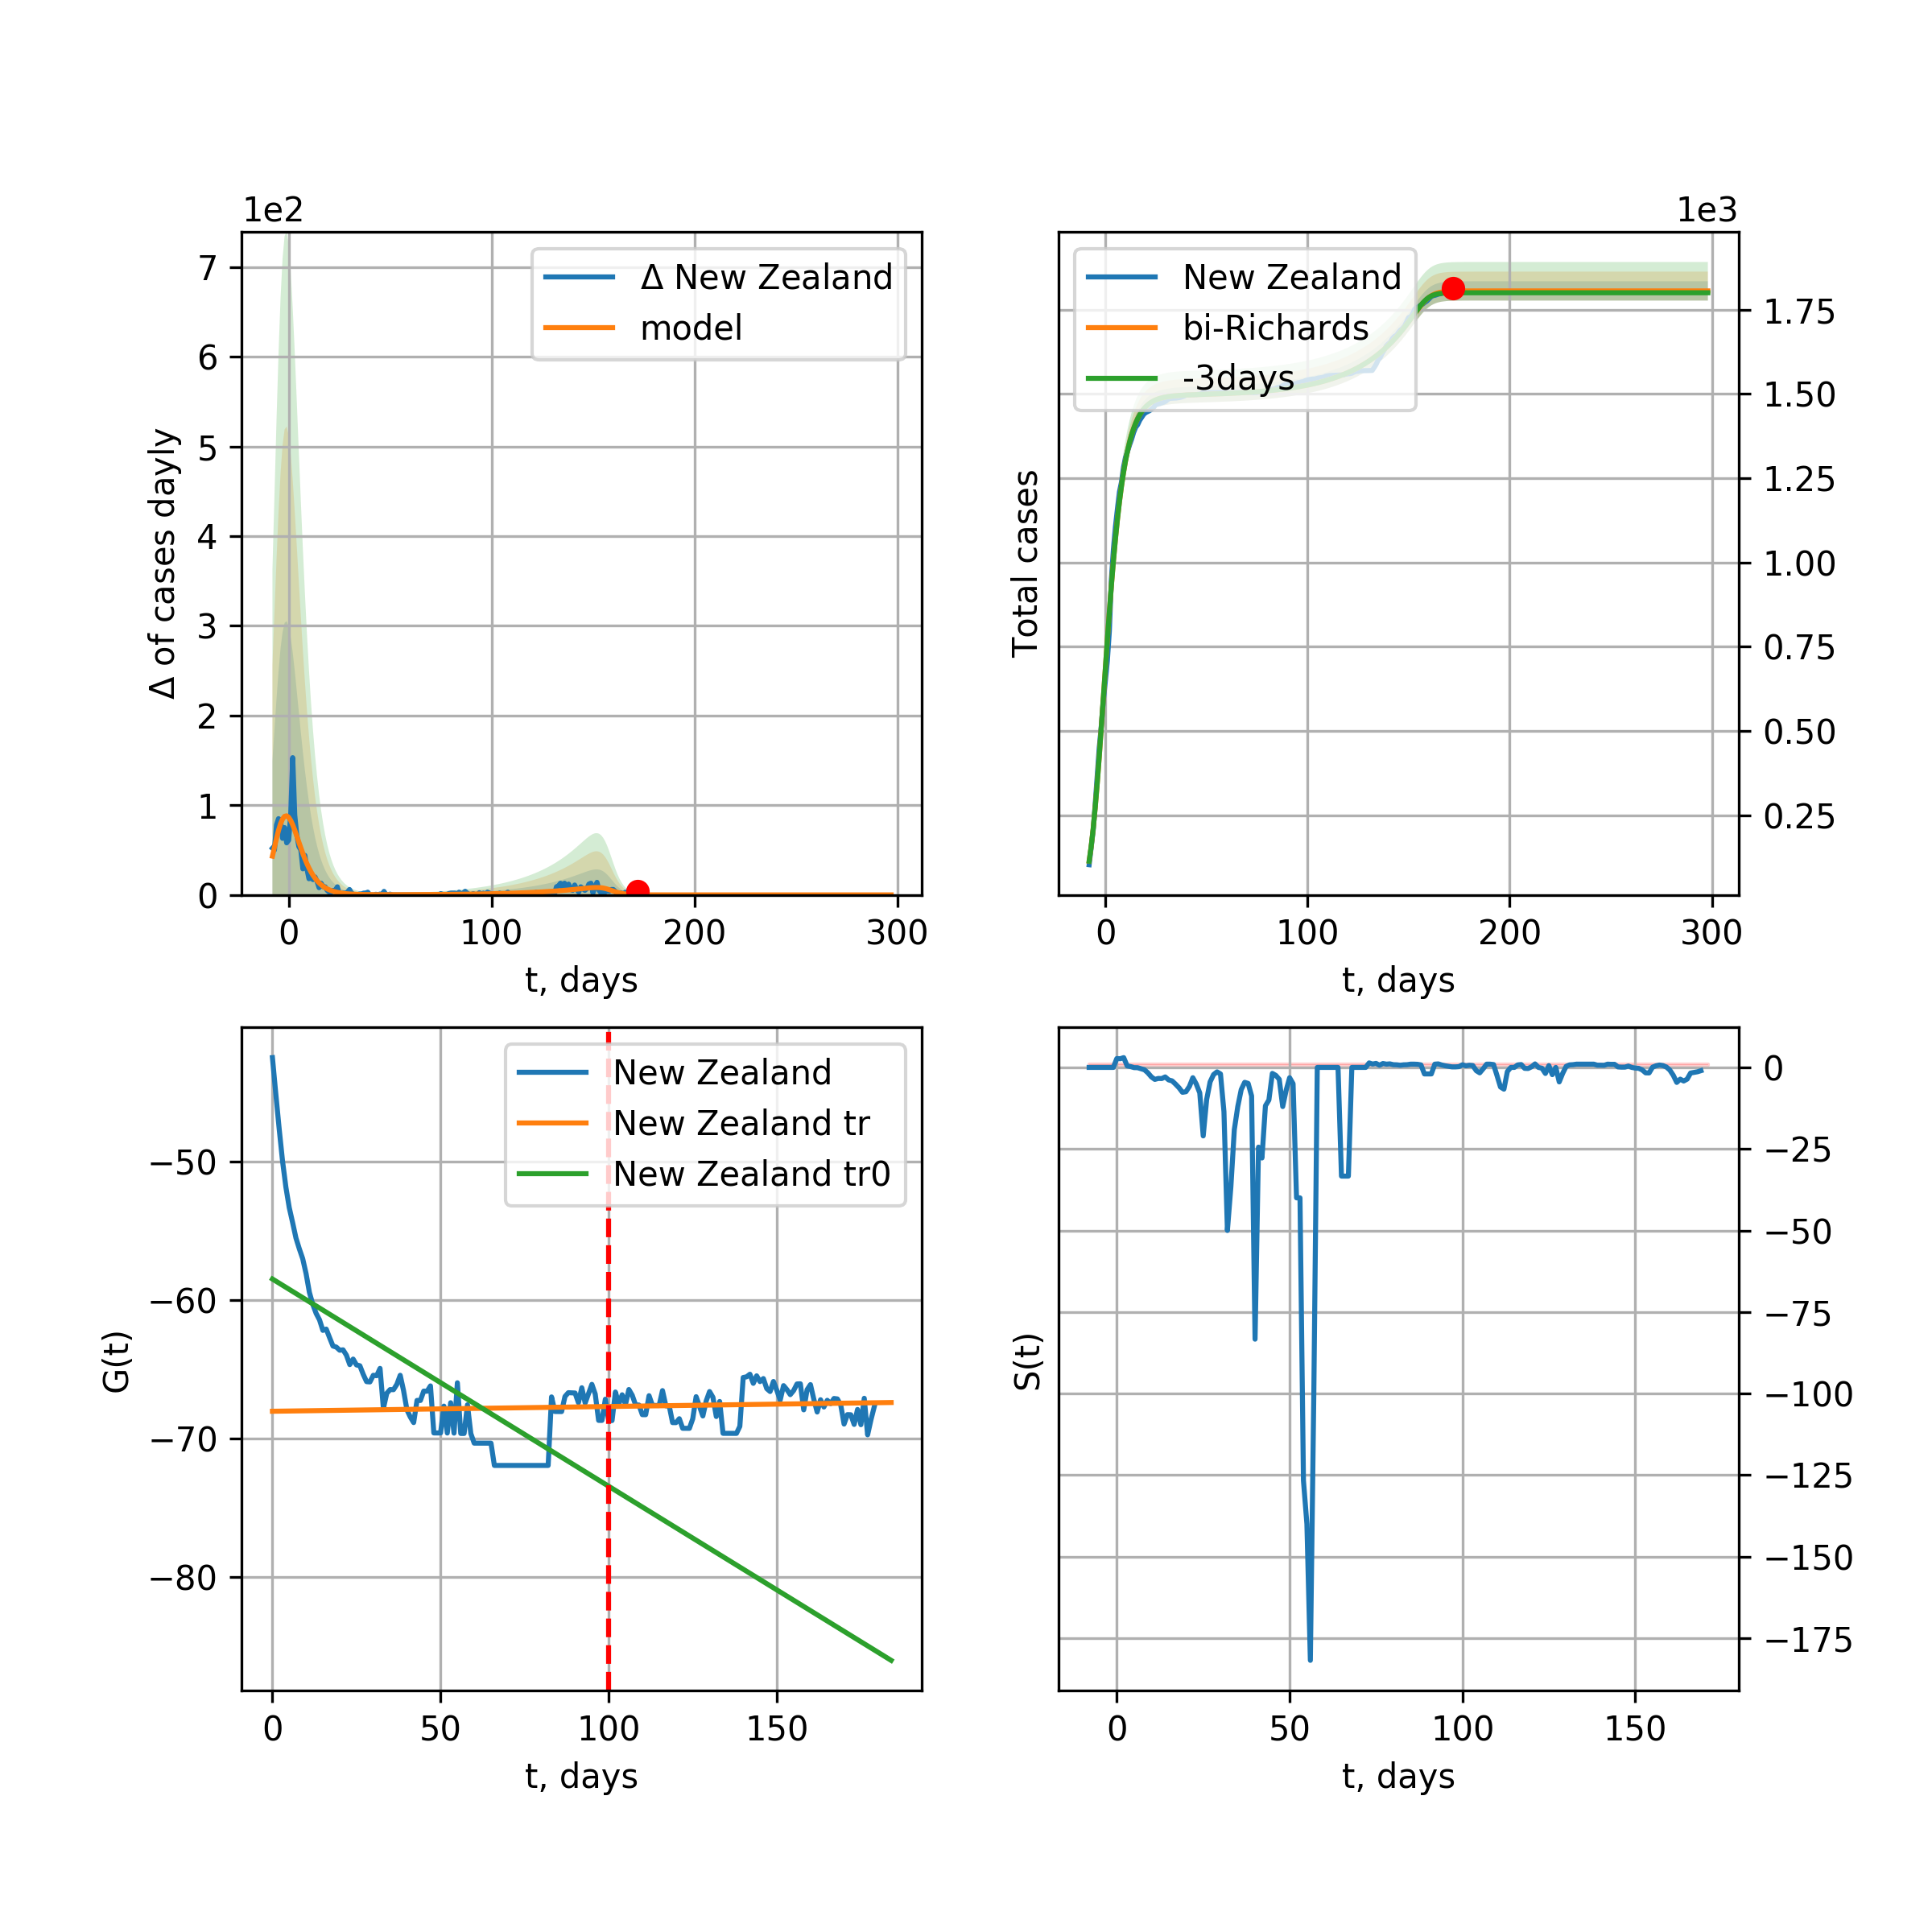 1e2
7
6
5
4
3
2
1
0
Δ of cases dayly
Δ New Zealand
model
0
100
200
300
t, days
1e3
New Zealand
bi-Richards
-3days
Total cases
1.75
1.50
1.25
1.00
0.75
0.50
0.25
0
100
200
300
t, days
New Zealand
New Zealand tr
New Zealand tr0
G(t)
−50
−60
−70
−80
0
50
100
150
t, days
S(t)
0
−25
−50
−75
−100
−125
−150
−175
0
50
100
150
t, days